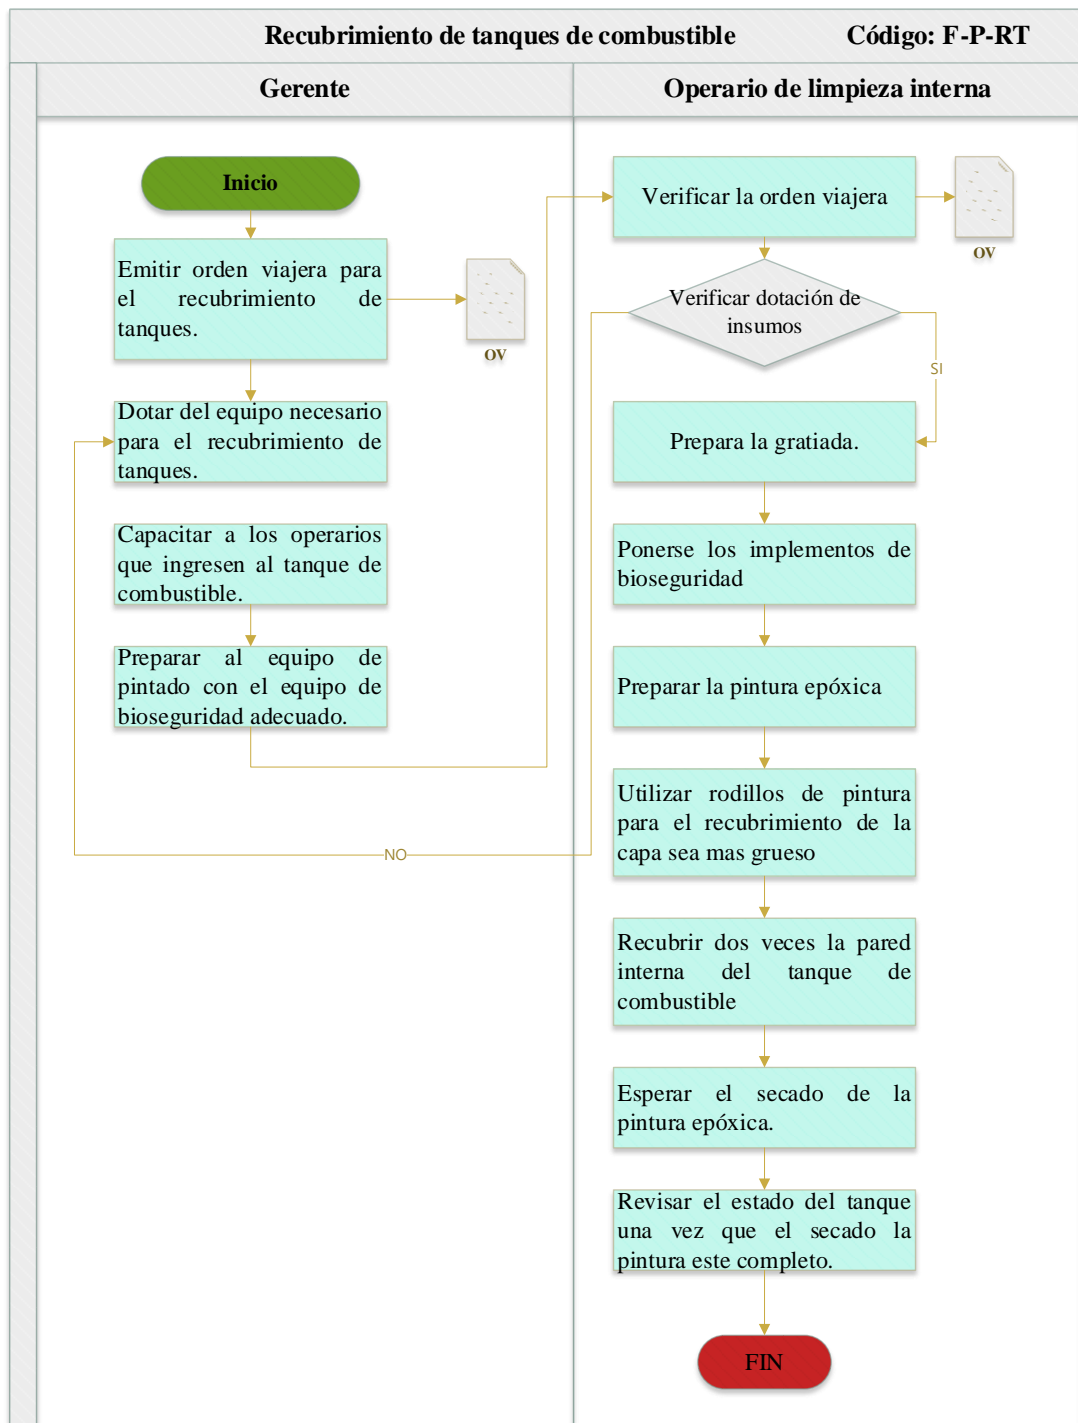 Recubrimiento de tanques de combustible Código: F-P-RT
Gerente
Operario de limpieza interna
Inicio
Emitir orden viajera para
el recubrimiento de
tanques.
OV
Dotar del equipo necesario
para el recubrimiento de
tanques.
Capacitar a los operarios
que ingresen al tanque de
combustible.
Preparar al equipo de
pintado con el equipo de
bioseguridad adecuado.
NO
Verificar la orden viajera
OV
Verificar dotación de
insumos
SI
Prepara la gratiada.
Ponerse los implementos de
bioseguridad
Preparar la pintura epóxica
Utilizar rodillos de pintura
para el recubrimiento de la
capa sea mas grueso
Recubrir dos veces la pared
interna del tanque de
combustible
Esperar el secado de la
pintura epóxica.
Revisar el estado del tanque
una vez que el secado la
pintura este completo.
FIN